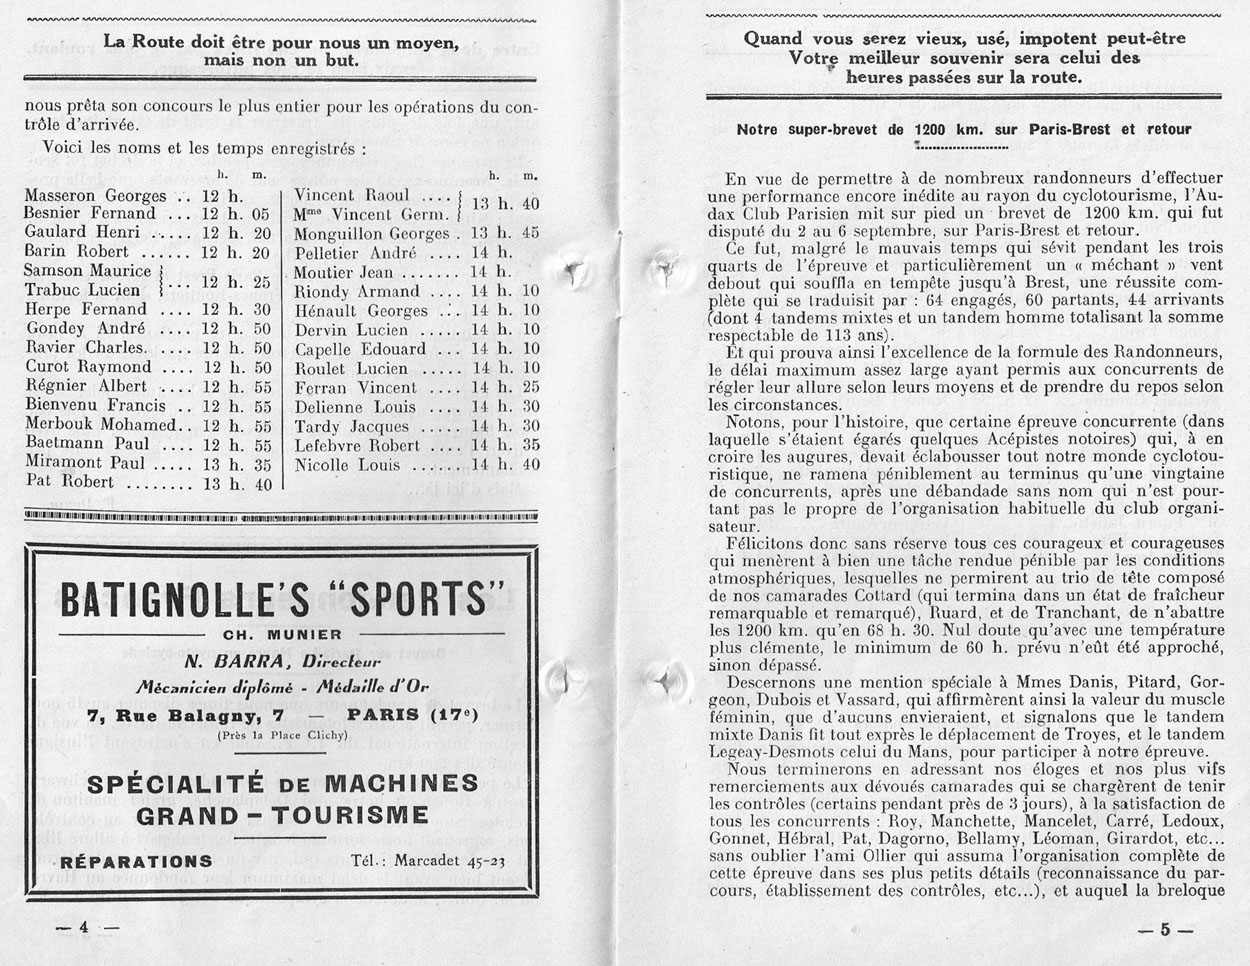 La Route doit être pour nous un moyen,
mais non un but.
nous prêta son concours le plus entier pour les opérations du con-
trôle d'arrivée.
Voici les noms et les temps enregistrés :
h. m.
Masseron Georges .. 12 h.
Besnier Fernand ... 12 h. 05
Gaulard Henri ..... 12 h. 20
Barin Robert ...... 12 h. 20
Samson Maurice
Trabuc Lucien } ... 12 h. 25
Herpe Fernand .... 12 h. 30
Gondey André .... 12 h. 50
Ravier Charles. .... 12 h. 50
Curot Raymond .... 12 h. 50
Régnier Albert .... 12 h. 55
Bienvenu Francis .. 12 h. 55
Merbouk Mohamed.. 12 h. 55
Baetmann Paul .... 12 h. 55
Miramont Paul ..... 13 h. 35
Pat Robert ........ 13 h. 40
h. m.
Vincent Raoul ....
Mme Vincent Germ. } 13 h. 40
Monguillon Georges . 13 h. 45
Pelletier André .... 14 h.
Moutier Jean ....... 14 h.
Riondy Armand .... 14 h. 10
Hénault Georges ... 14 h. 10
Dervin Lucien ..... 14 h. 10
Capelle Edouard ... 14 h. 10
Roulet Lucien ..... 14 h. 10
Ferran Vincent .... 14 h. 25
Delienne Louis .... 14 h. 30
Tardy Jacques ..... 14 h. 30
Lefebvre Robert .... 14 h. 35
Nicolle Louis ...... 14 h. 40
BATIGNOLLE'S "SPORTS"
CH. MUNIER
N. BARRA, Directeur
Mécanicien diplômé - Médaille d'Or
7, Rue Balagny, 7 — PARIS (17e)
(Près la Place Clichy)
SPÉCIALITÉ DE MACHINES
GRAND - TOURISME
RÉPARATIONS Tél. : Marcadet 45-23
— 4 —
Quand vous serez vieux, usé, impotent peut-être
Votre meilleur souvenir sera celui des
heures passées sur la route.
Notre super-brevet de 1200 km. sur Paris-Brest et retour
En vue de permettre à de nombreux randonneurs d'effectuer
une performance encore inédite au rayon du cyclotourisme, l'Au-
dax Club Parisien mit sur pied un brevet de 1200 km. qui fut
disputé du 2 au 6 septembre, sur Paris-Brest et retour.
Ce fut, malgré le mauvais temps qui sévit pendant les trois
quarts de l'épreuve et particulièrement un « méchant » vent
debout qui souffla en tempête jusqu'à Brest, une réussite com-
plète qui se traduisit par : 64 engagés, 60 partants, 44 arrivants
(dont 4 tandems mixtes et un tandem homme totalisant la somme
respectable de 113 ans).
Et qui prouva ainsi l'excellence de la formule des Randonneurs,
le délai maximum assez large ayant permis aux concurrents de
régler leur allure selon leurs moyens et de prendre du repos selon
les circonstances.
Notons, pour l'histoire, que certaine épreuve concurrente (dans
laquelle s'étaient égarés quelques Acépistes notoires) qui, à en
croire les augures, devait éclabousser tout notre monde cyclotou-
ristique, ne ramena péniblement au terminus qu'une vingtaine
de concurrents, après une débandade sans nom qui n'est pour-
tant pas le propre de l'organisation habituelle du club organi-
sateur.
Félicitons donc sans réserve tous ces courageux et courageuses
qui menèrent à bien une tâche rendue pénible par les conditions
atmosphériques, lesquelles ne permirent au trio de tête composé
de nos camarades Cottard (qui termina dans un état de fraîcheur
remarquable et remarqué), Ruard, et de Tranchant, de n'abattre
les 1200 km. qu'en 68 h. 30. Nul doute qu'avec une température
plus clémente, le minimum de 60 h. prévu n'eût été approché,
sinon dépassé.
Descernons une mention spéciale à Mmes Danis, Pitard, Gor-
geon, Dubois et Vassard, qui affirmèrent ainsi la valeur du muscle
féminin, que d'aucuns envieraient, et signalons que le tandem
mixte Danis fit tout exprès le déplacement de Troyes, et le tandem
Legeay-Desmots celui du Mans, pour participer à notre épreuve.
Nous terminerons en adressant nos éloges et nos plus vifs
remerciements aux dévoués camarades qui se chargèrent de tenir
les contrôles (certains pendant près de 3 jours), à la satisfaction de
tous les concurrents : Roy, Manchette, Mancelet, Carré, Ledoux,
Gonnet, Hébral, Pat, Dagorno, Bellamy, Léoman, Girardot, etc...
sans oublier l'ami Ollier qui assuma l'organisation complète de
cette épreuve dans ses plus petits détails (reconnaissance du par-
cours, établissement des contrôles, etc...), et auquel la breloque
— 5 —